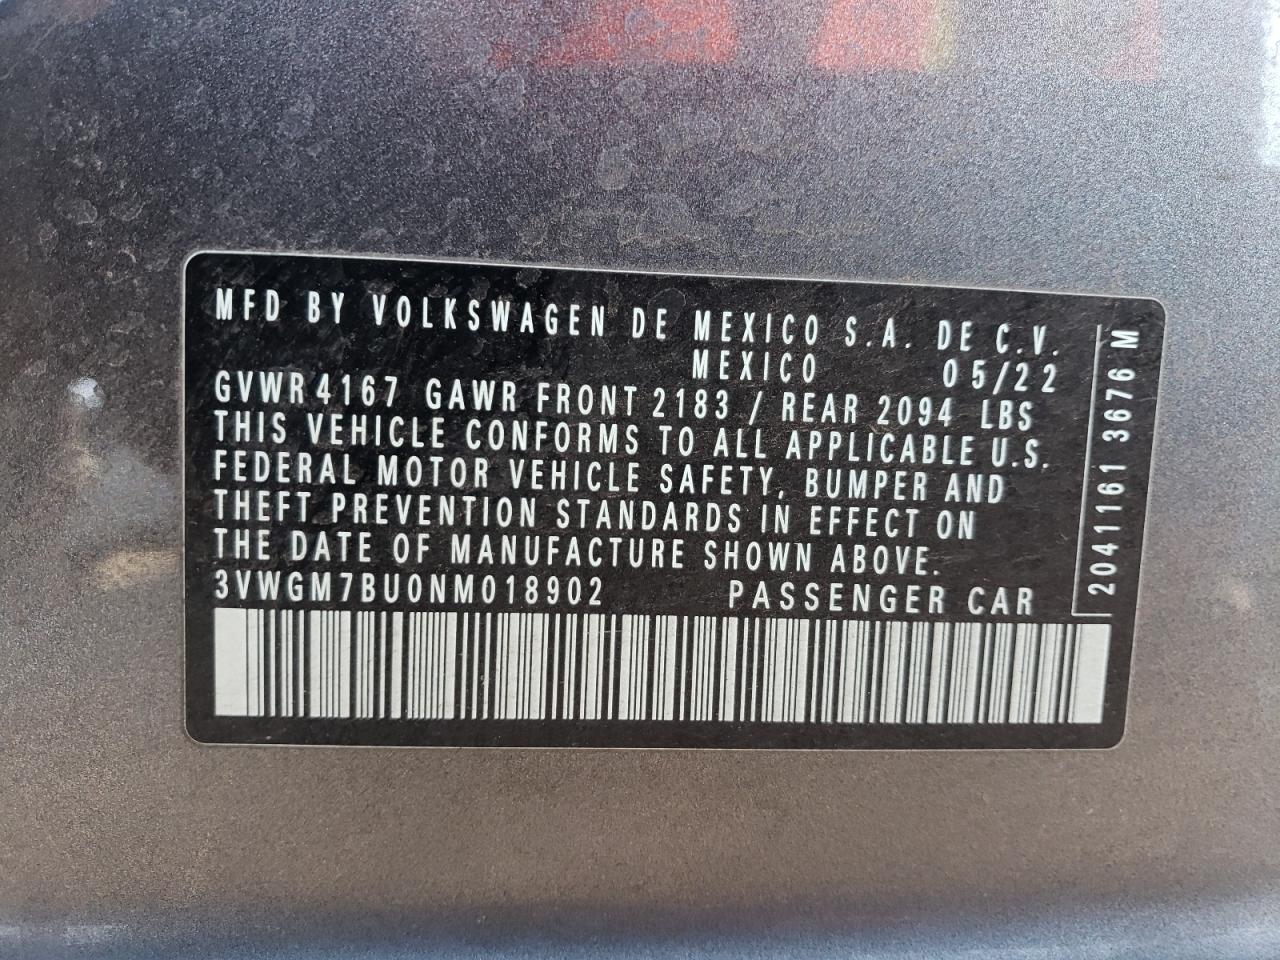 MFD BY VOLKSWAGEN DE MEXICO S.A. DE C.V.
MEXICO 05/22
GVWR 4167 GAWR FRONT 2183 / REAR 2094 LBS
THIS VEHICLE CONFORMS TO ALL APPLICABLE U.S.
FEDERAL MOTOR VEHICLE SAFETY, BUMPER AND
THEFT PREVENTION STANDARDS IN EFFECT ON
THE DATE OF MANUFACTURE SHOWN ABOVE.
3VWGM7BU0NM018902 PASSENGER CAR
2041161 3676 M